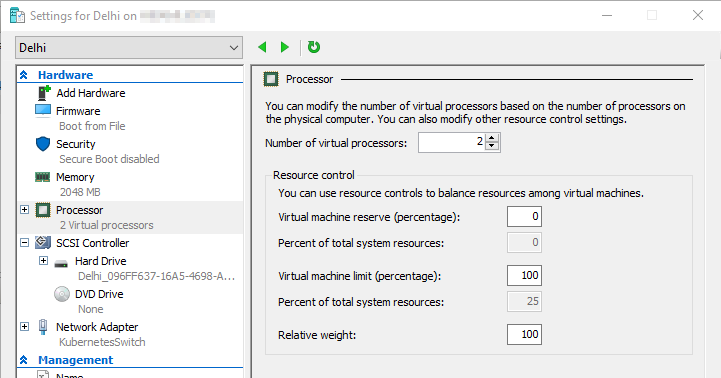 Settings for Delhi on
Delhi
Hardware
Add Hardware
Firmware
Boot from File
Security
Secure Boot disabled
Memory
2048 MB
Processor
2 Virtual processors
SCSI Controller
Hard Drive
Delhi_096FF637-16A5-4698-A...
DVD Drive
None
Network Adapter
KubernetesSwitch
Management
Name
Processor
You can modify the number of virtual processors based on the number of processors on
the physical computer. You can also modify other resource control settings.
Number of virtual processors: 2
Resource control
You can use resource controls to balance resources among virtual machines.
Virtual machine reserve (percentage): 0
Percent of total system resources: 0
Virtual machine limit (percentage): 100
Percent of total system resources: 25
Relative weight: 100